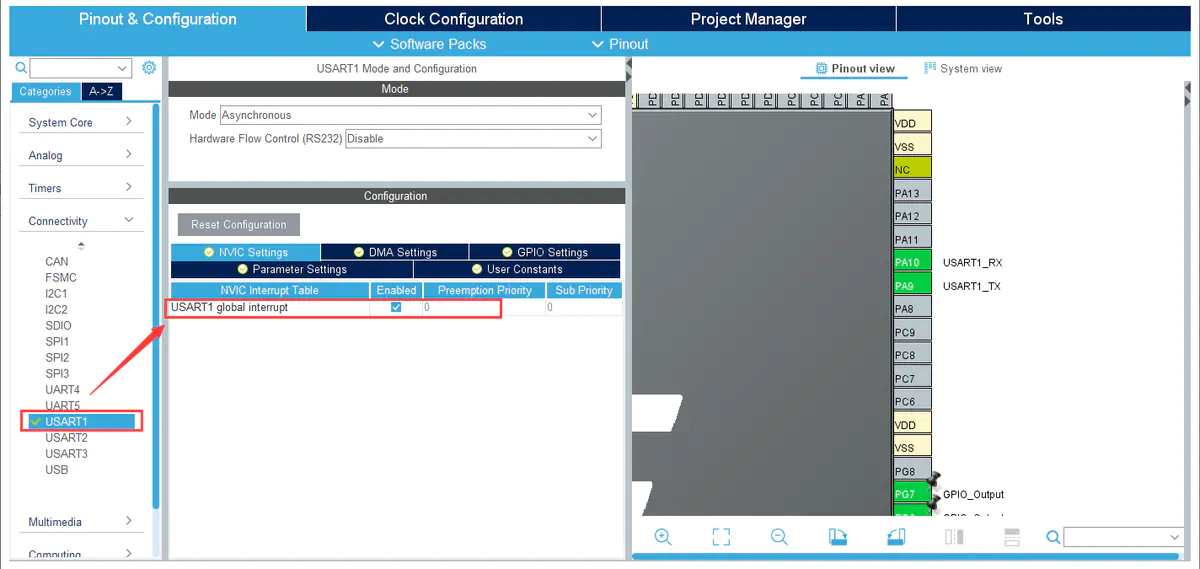 Pinout & Configuration
Clock Configuration
Project Manager
Tools
Software Packs
Pinout
Categories
A->Z
System Core
Analog
Timers
Connectivity
CAN
FSMC
I2C1
I2C2
SDIO
SPI1
SPI2
SPI3
UART4
UART5
USART1
USART2
USART3
USB
Multimedia
Computing
USART1 Mode and Configuration
Mode
Mode Asynchronous
Hardware Flow Control (RS232) Disable
Configuration
Reset Configuration
NVIC Settings
DMA Settings
GPIO Settings
Parameter Settings
User Constants
NVIC Interrupt Table Enabled Preemption Priority Sub Priority
USART1 global interrupt 0 0
Pinout view
System view
PD
PD
PD
PD
PD
PC
PC
PC
PA
PA
VDD
VSS
NC
PA13
PA12
PA11
PA10 USART1_RX
PA9 USART1_TX
PA8
PC9
PC8
PC7
PC6
VDD
VSS
PG8
PG7 GPIO_Output